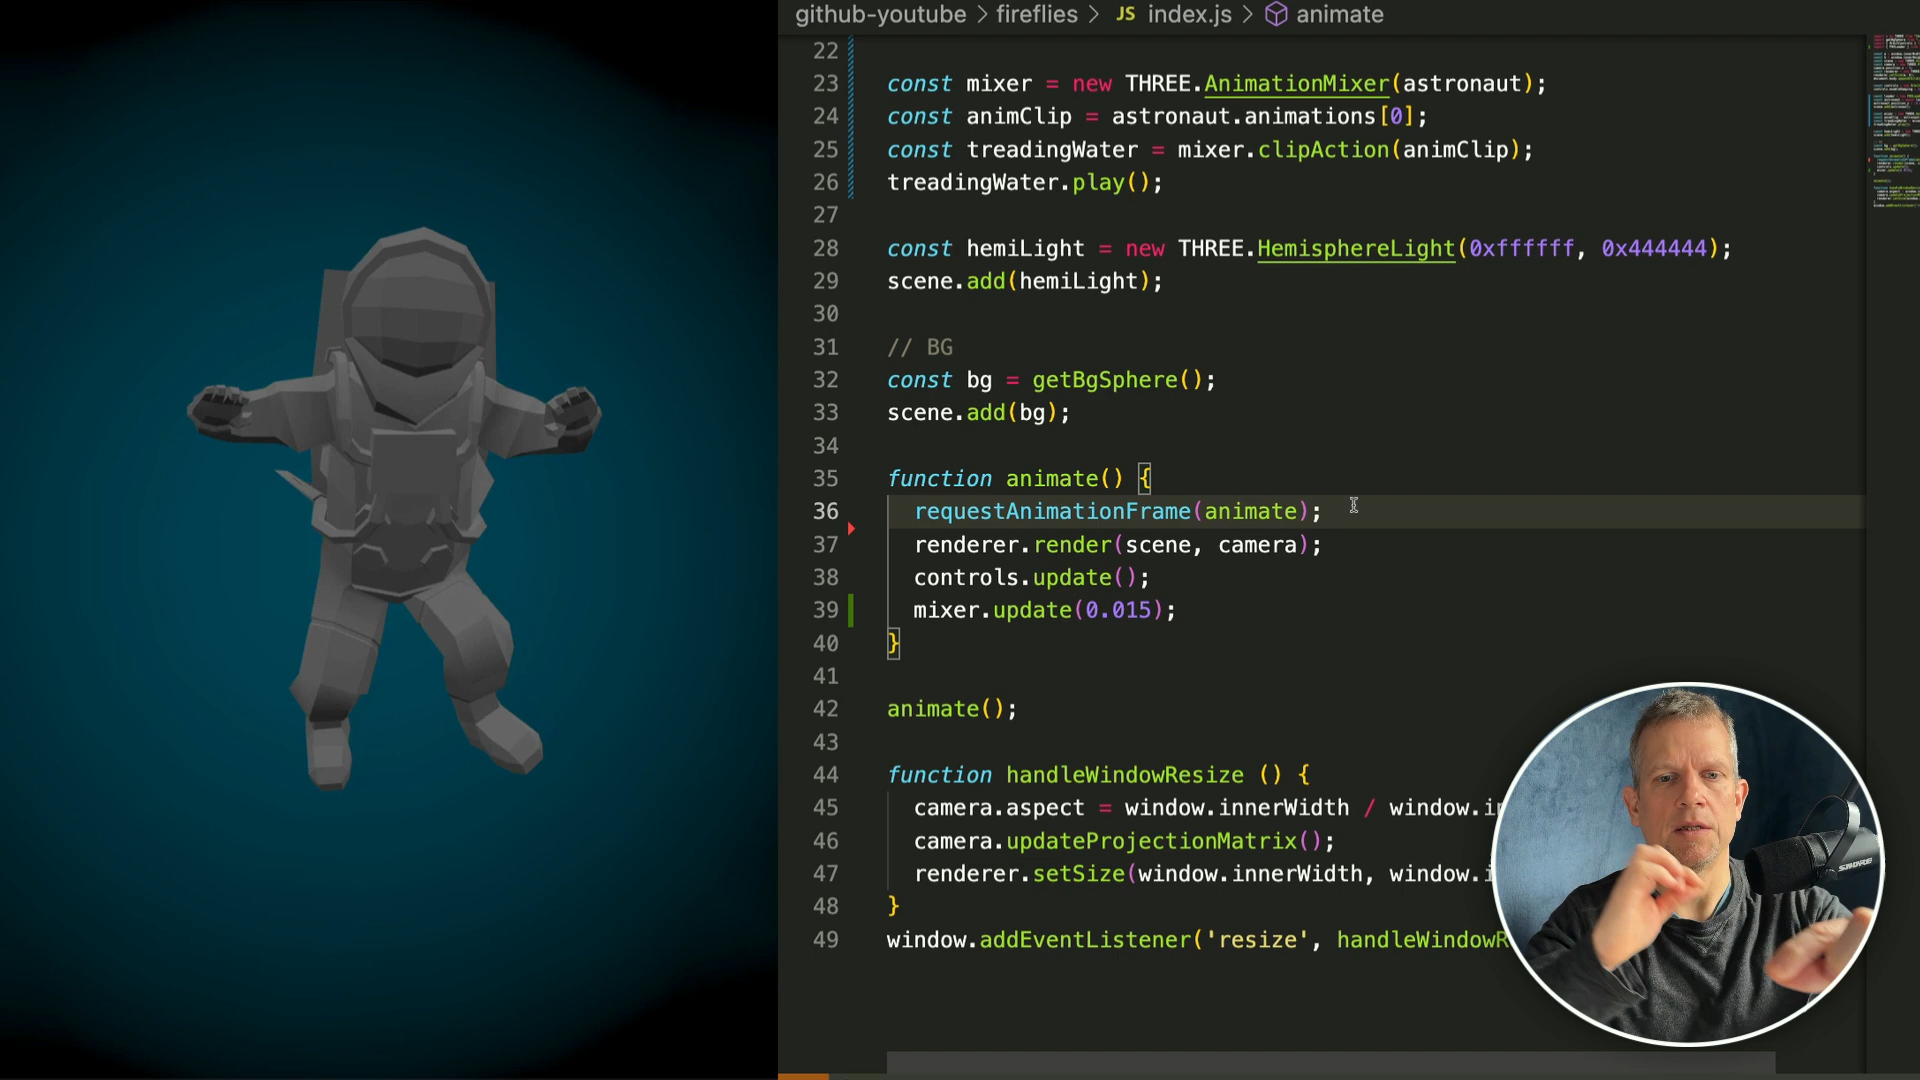 github-youtube > fireflies > JS index.js > animate
22
23 const mixer = new THREE.AnimationMixer(astronaut);
24 const animClip = astronaut.animations[0];
25 const treadingWater = mixer.clipAction(animClip);
26 treadingWater.play();
27
28 const hemiLight = new THREE.HemisphereLight(0xffffff, 0x444444);
29 scene.add(hemiLight);
30
31 // BG
32 const bg = getBgSphere();
33 scene.add(bg);
34
35 function animate() {
36 requestAnimationFrame(animate);
37 renderer.render(scene, camera);
38 controls.update();
39 mixer.update(0.015);
40 }
41
42 animate();
43
44 function handleWindowResize () {
45 camera.aspect = window.innerWidth / window.i
46 camera.updateProjectionMatrix();
47 renderer.setSize(window.innerWidth, window.i
48 }
49 window.addEventListener('resize', handleWindowR
SHURE